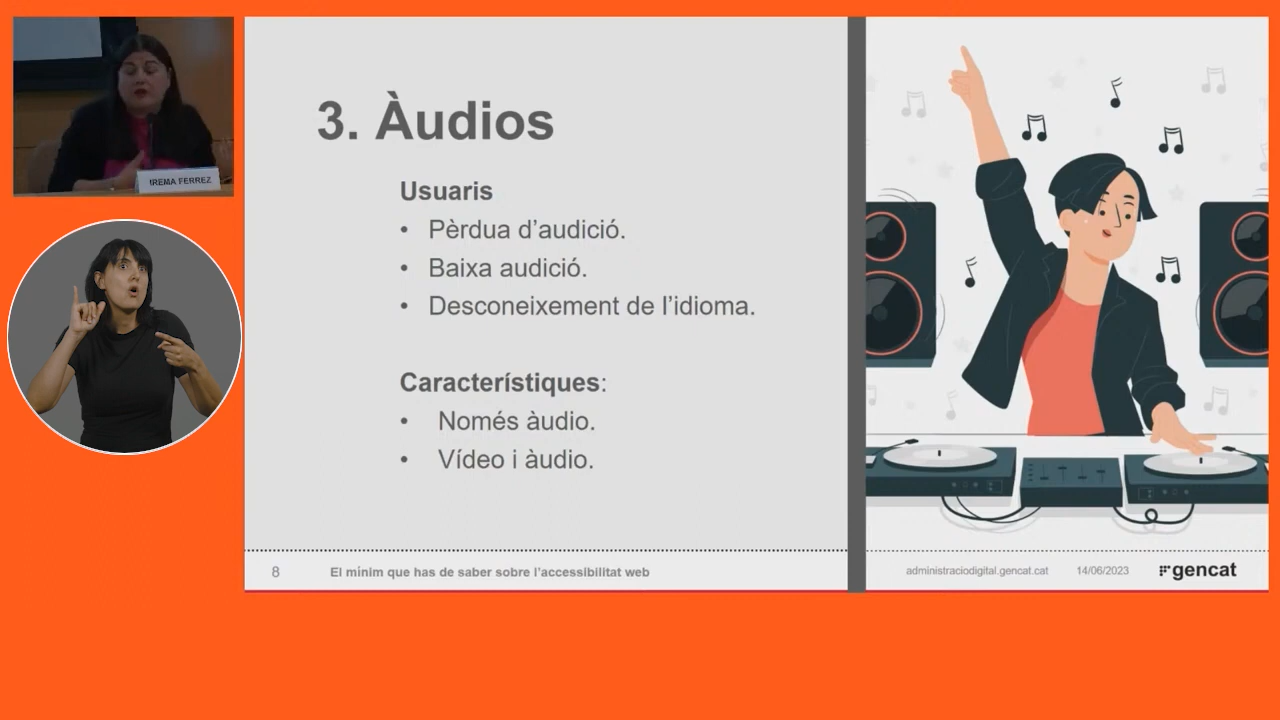 IREMA FERREZ
3. Àudios
Usuaris
• Pèrdua d’audició.
• Baixa audició.
• Desconeixement de l’idioma.
Característiques:
• Només àudio.
• Vídeo i àudio.
8
El mínim que has de saber sobre l’accessibilitat web
administraciodigital.gencat.cat
14/06/2023
gencat